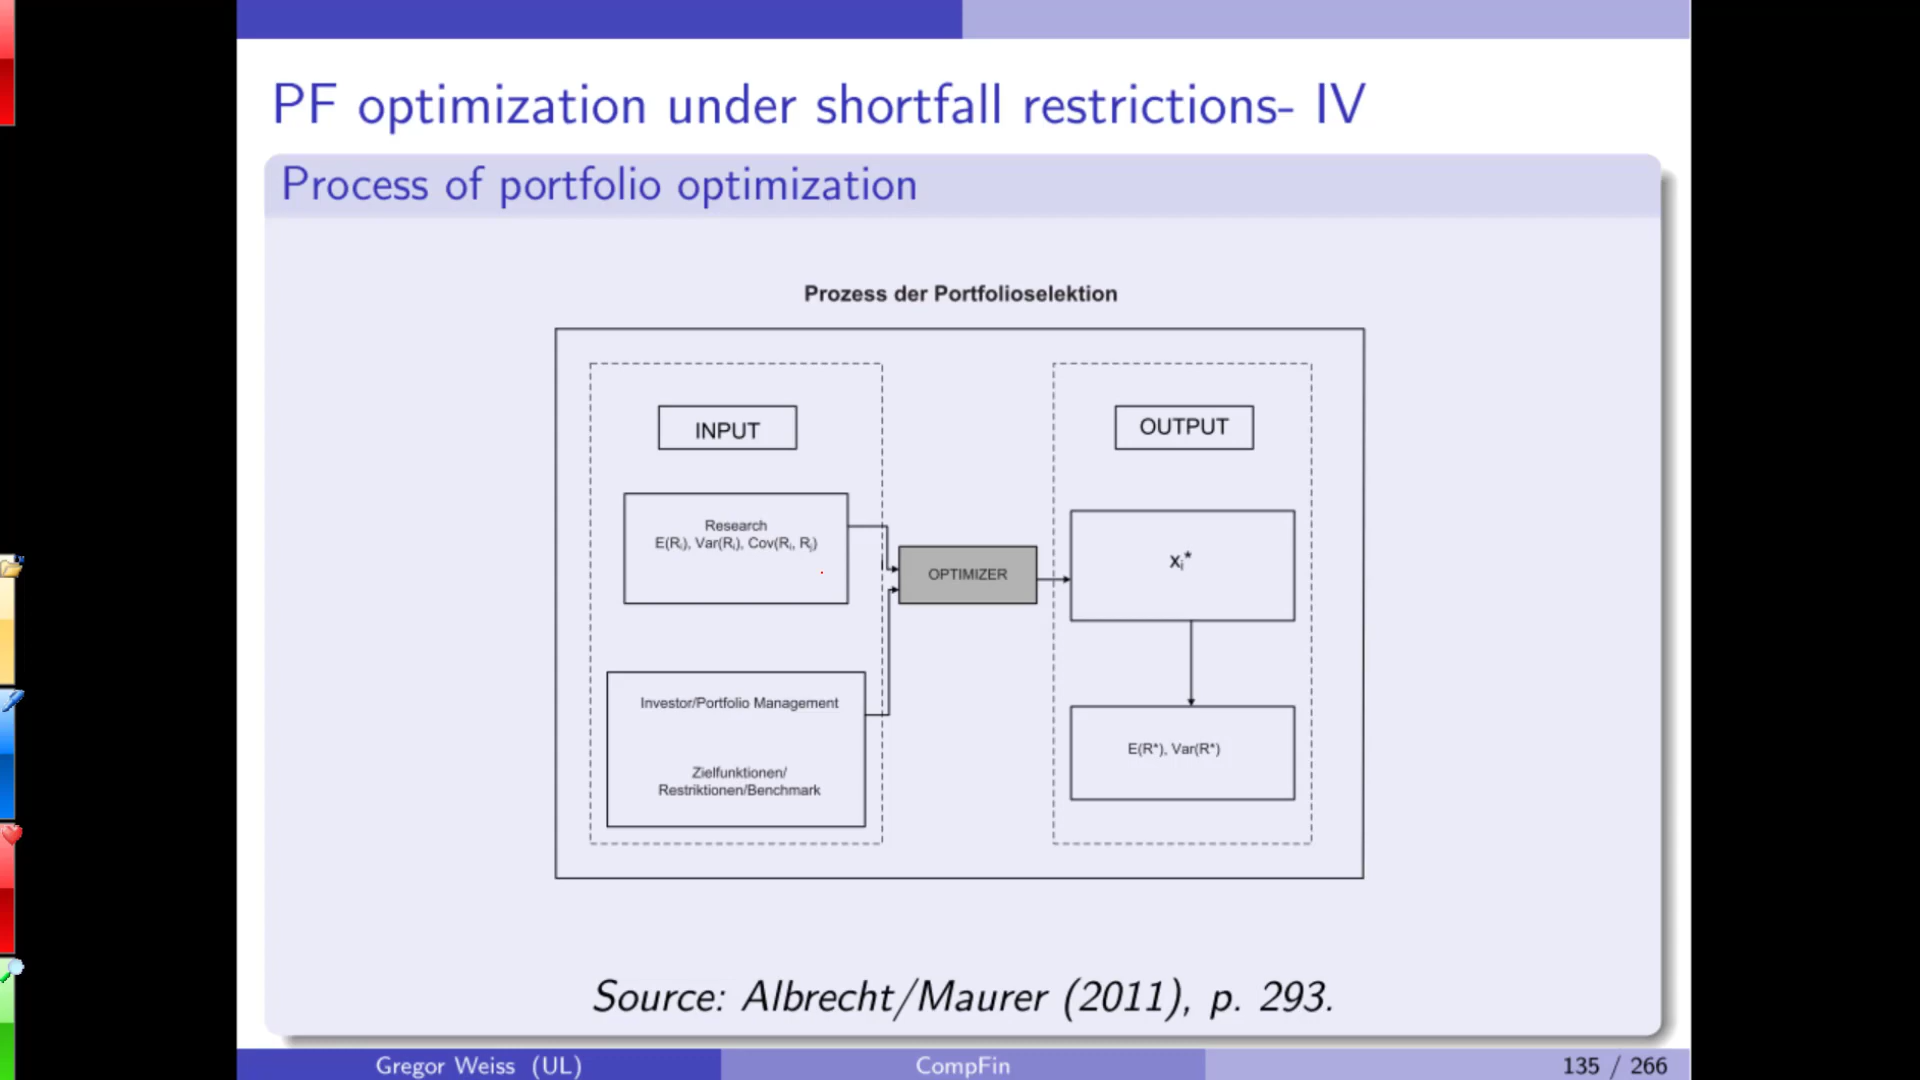 PF optimization under shortfall restrictions- IV
Process of portfolio optimization
Prozess der Portfolioselektion
INPUT
Research
E(Rᵢ), Var(Rᵢ), Cov(Rᵢ, Rⱼ)
Investor/Portfolio Management
Zielfunktionen/
Restriktionen/Benchmark
OPTIMIZER
OUTPUT
xᵢ*
E(R*), Var(R*)
Source: Albrecht/Maurer (2011), p. 293.
Gregor Weiss (UL)
CompFin
135 / 266